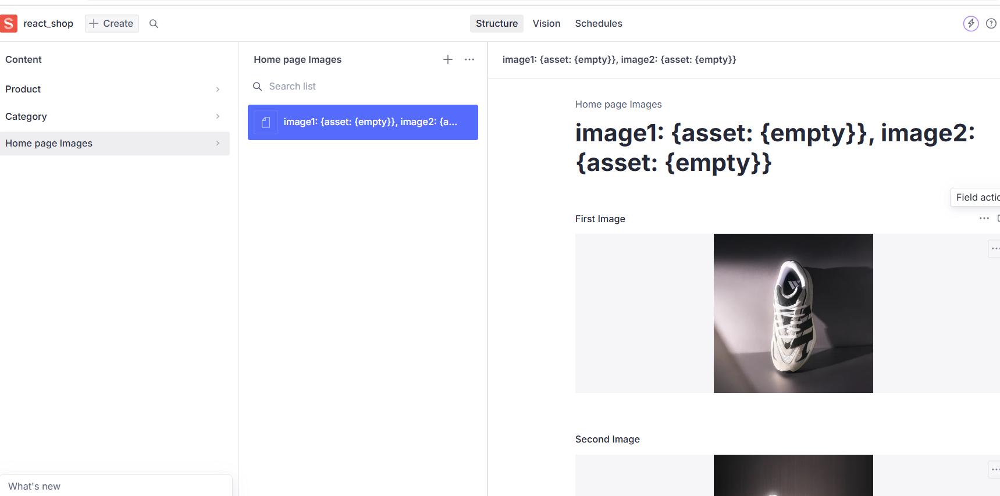 S react_shop + Create Structure Vision Schedules
Content
Product
Category
Home page Images
What's new
Home page Images
Search list
image1: {asset: {empty}}, image2: {a...
image1: {asset: {empty}}, image2: {asset: {empty}}
Home page Images
image1: {asset: {empty}}, image2:
{asset: {empty}}
Field actio
First Image
Second Image